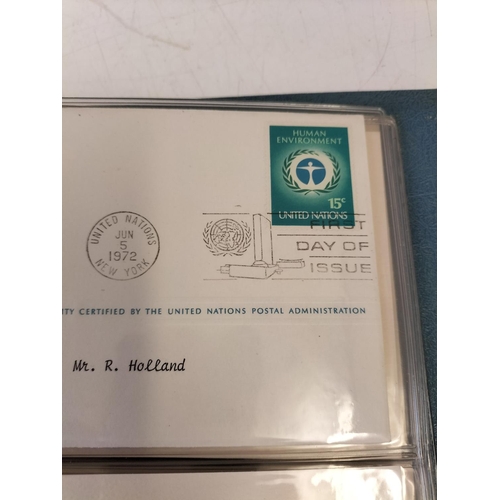 HUMAN
ENVIRONMENT
15c
UNITED NATIONS
UNITED NATIONS
JUN
5
1972
NEW YORK
FIRST
DAY OF
ISSUE
ITY CERTIFIED BY THE UNITED NATIONS POSTAL ADMINISTRATION
Mr. R. Holland